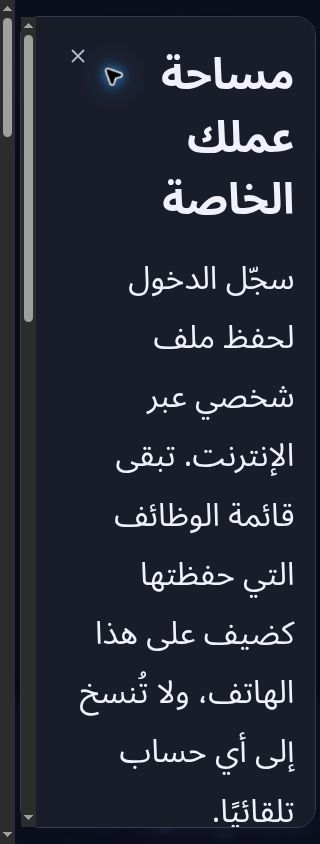 مساحة
عملك
الخاصة
سجّل الدخول
لحفظ ملف
شخصي عبر
الإنترنت. تبقى
قائمة الوظائف
التي حفظتها
كضيف على هذا
الهاتف، ولا تُنسخ
إلى أي حساب
تلقائيًا.